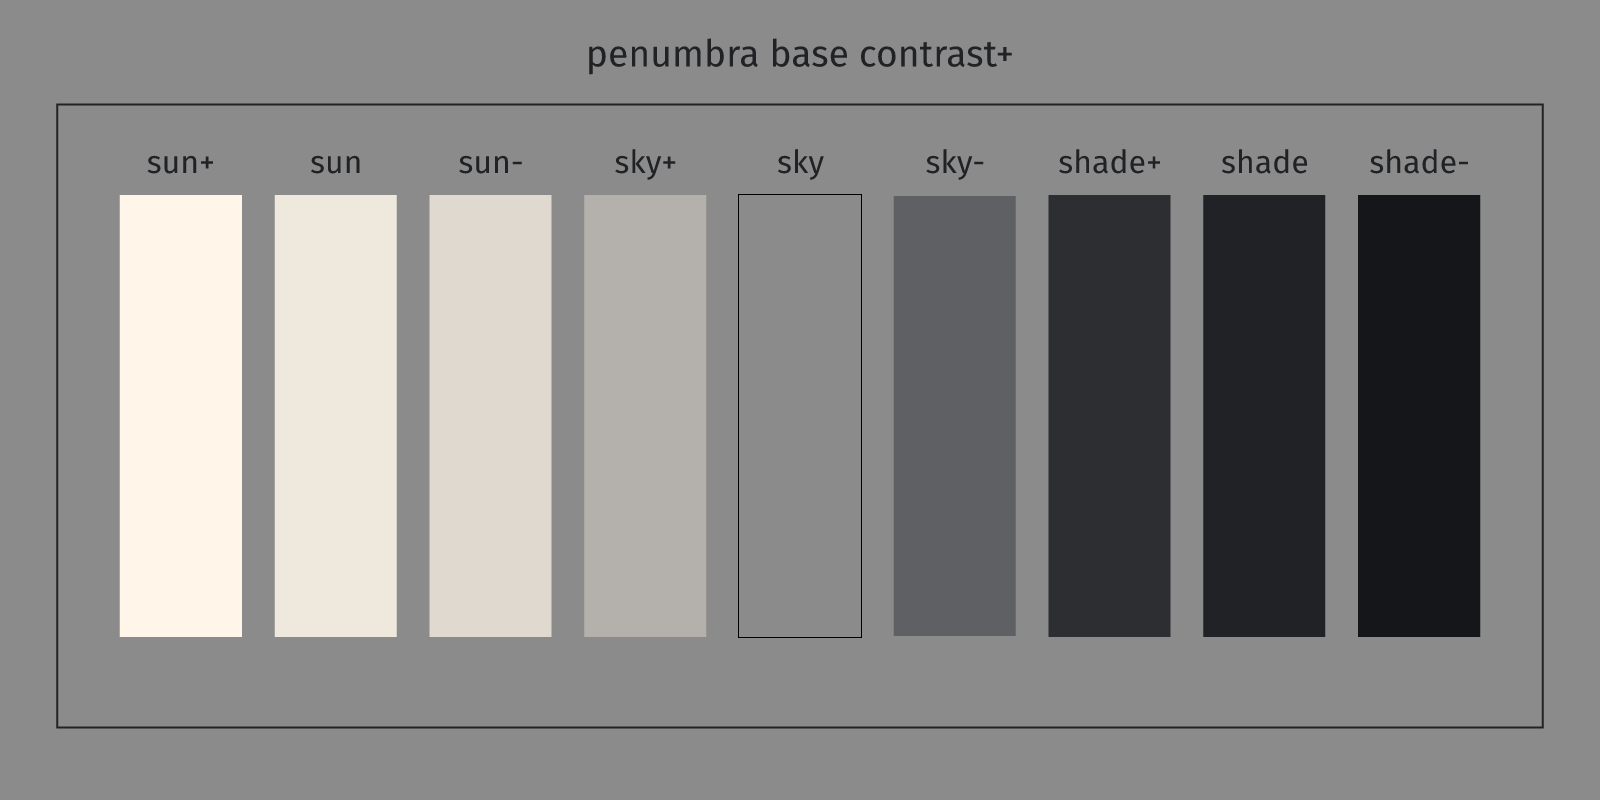 penumbra base contrast+
sun+ sun sun- sky+ sky sky- shade+ shade shade-